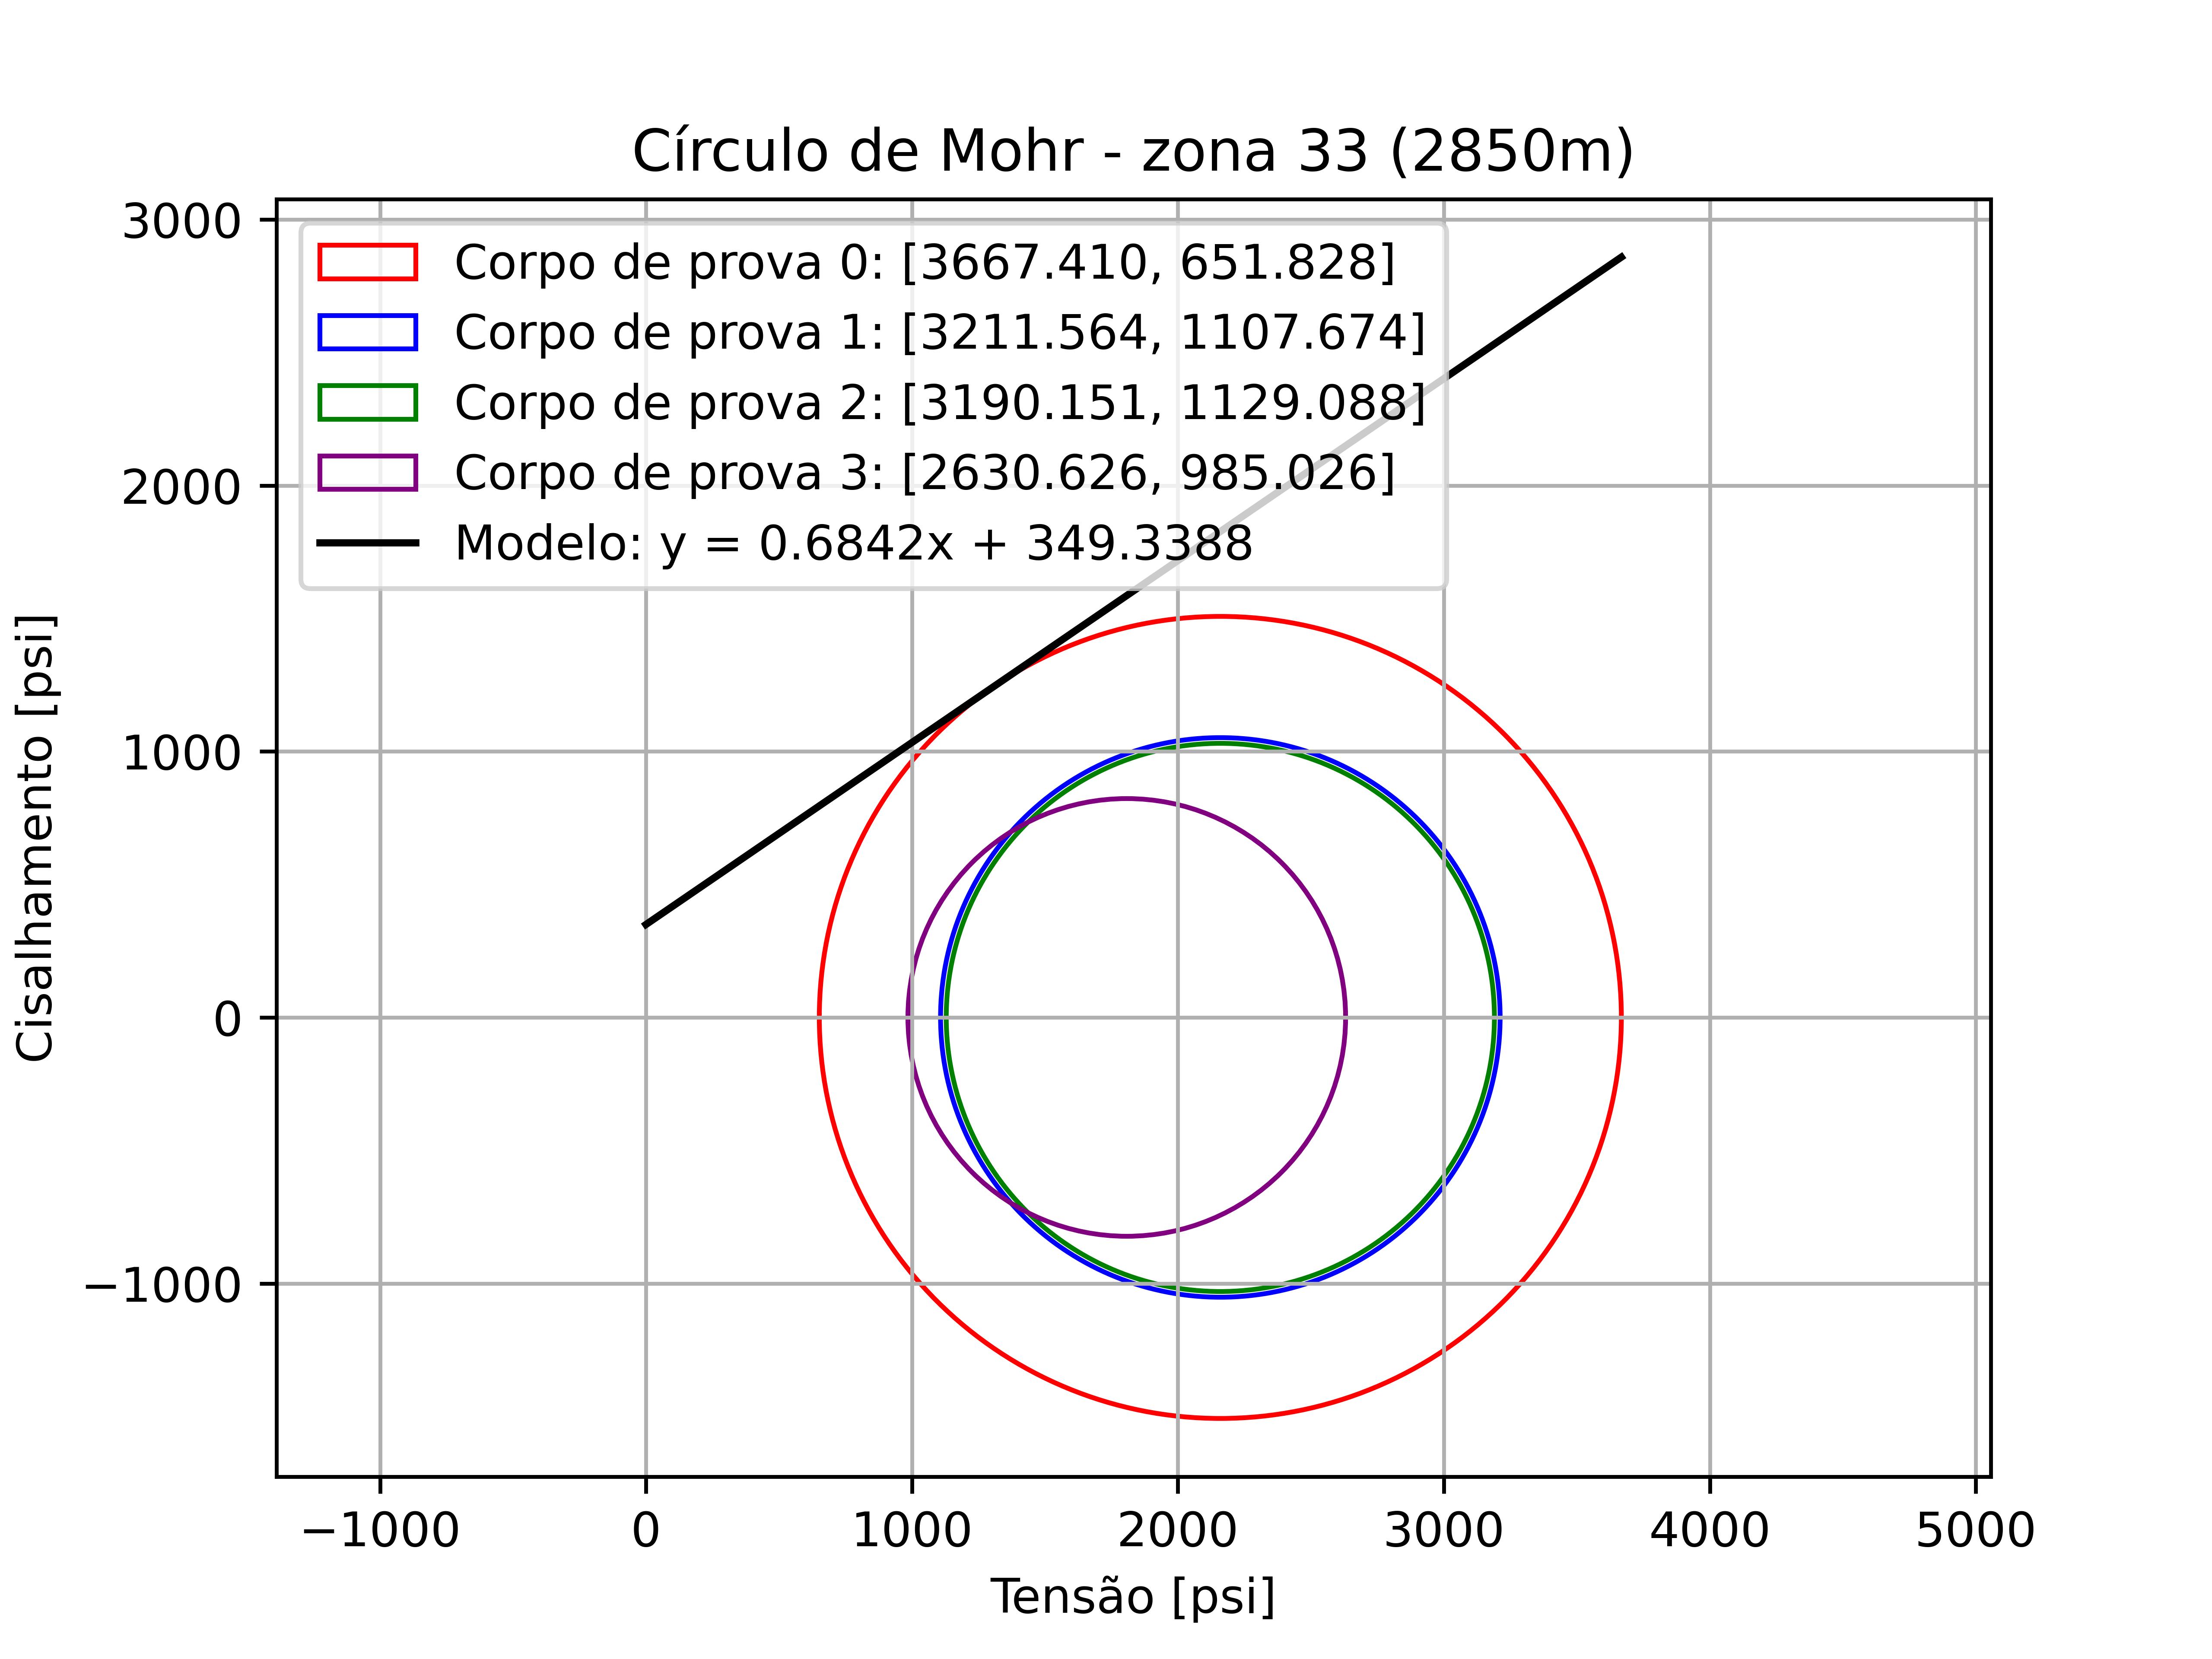 Círculo de Mohr - zona 33 (2850m)
3000
2000
1000
0
−1000
Cisalhamento [psi]
Corpo de prova 0: [3667.410, 651.828]
Corpo de prova 1: [3211.564, 1107.674]
Corpo de prova 2: [3190.151, 1129.088]
Corpo de prova 3: [2630.626, 985.026]
Modelo: y = 0.6842x + 349.3388
−1000 0 1000 2000 3000 4000 5000
Tensão [psi]